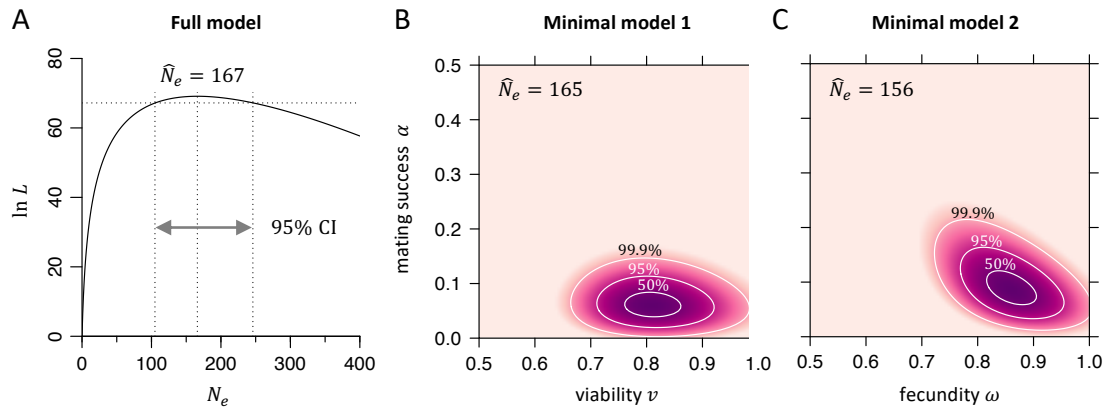 A
Full model
N̂e = 167
80
60
40
20
0
ln L
95% CI
0 100 200 300 400
Ne
B
Minimal model 1
N̂e = 165
0.5
0.4
0.3
0.2
0.1
0.0
mating success α
99.9%
95%
50%
0.5 0.6 0.7 0.8 0.9 1.0
viability v
C
Minimal model 2
N̂e = 156
99.9%
95%
50%
0.5 0.6 0.7 0.8 0.9 1.0
fecundity ω